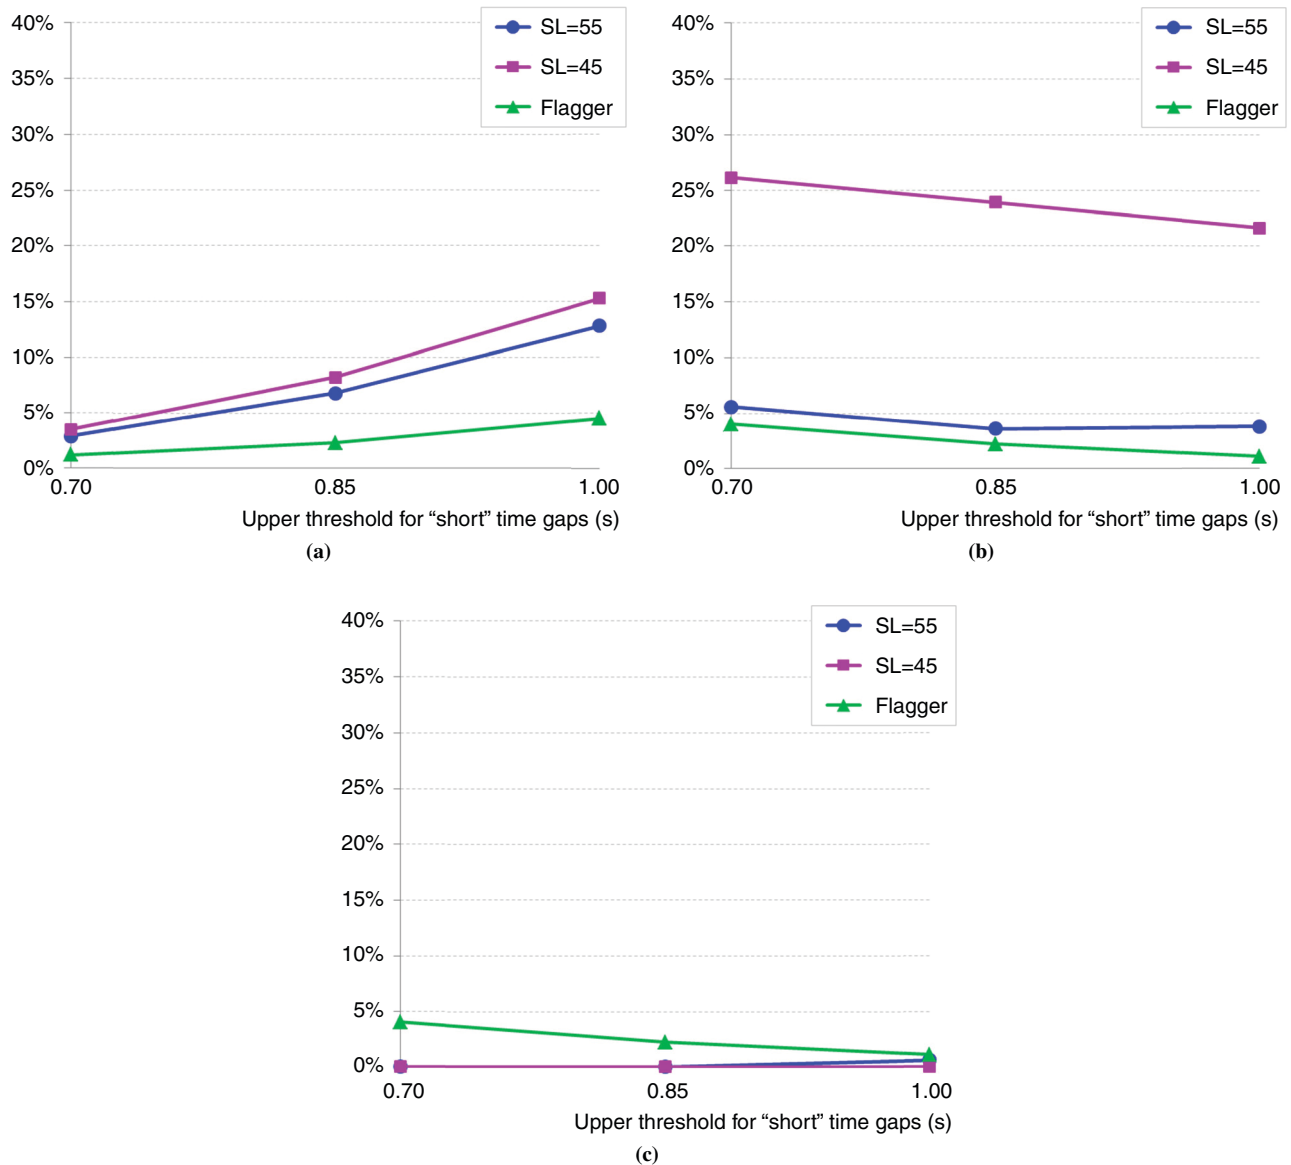 40%
35%
30%
25%
20%
15%
10%
5%
0%
0.70 0.85 1.00
Upper threshold for “short” time gaps (s)
SL=55
SL=45
Flagger
(a)
40%
35%
30%
25%
20%
15%
10%
5%
0%
0.70 0.85 1.00
Upper threshold for “short” time gaps (s)
SL=55
SL=45
Flagger
(b)
40%
35%
30%
25%
20%
15%
10%
5%
0%
0.70 0.85 1.00
Upper threshold for “short” time gaps (s)
SL=55
SL=45
Flagger
(c)